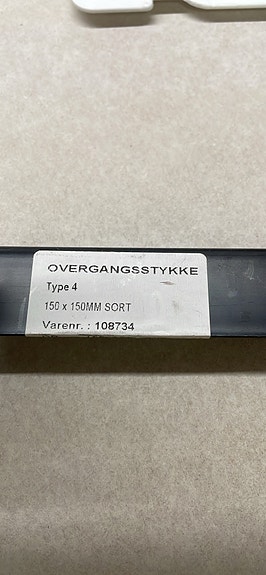 OVERGANGSSTYKKE
Type 4
150 x 150MM SORT
Varenr. : 108734